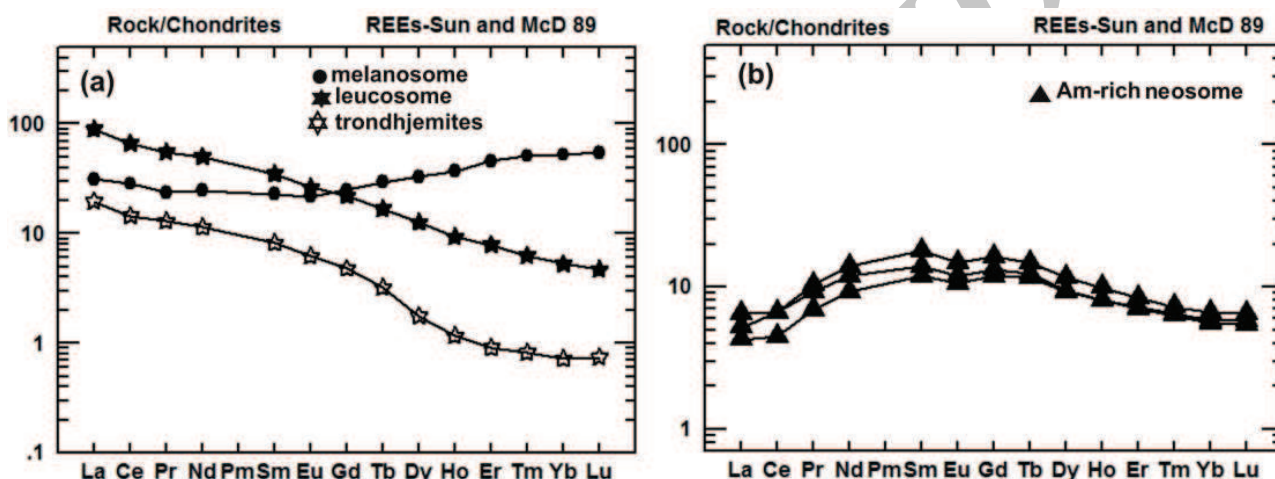 Rock/Chondrites REEs-Sun and McD 89
(a)
melanosome
leucosome
trondhjemites
100
10
1
.1
La Ce Pr Nd Pm Sm Eu Gd Tb Dy Ho Er Tm Yb Lu
Rock/Chondrites REEs-Sun and McD 89
(b)
Am-rich neosome
100
10
1
La Ce Pr Nd Pm Sm Eu Gd Tb Dy Ho Er Tm Yb Lu